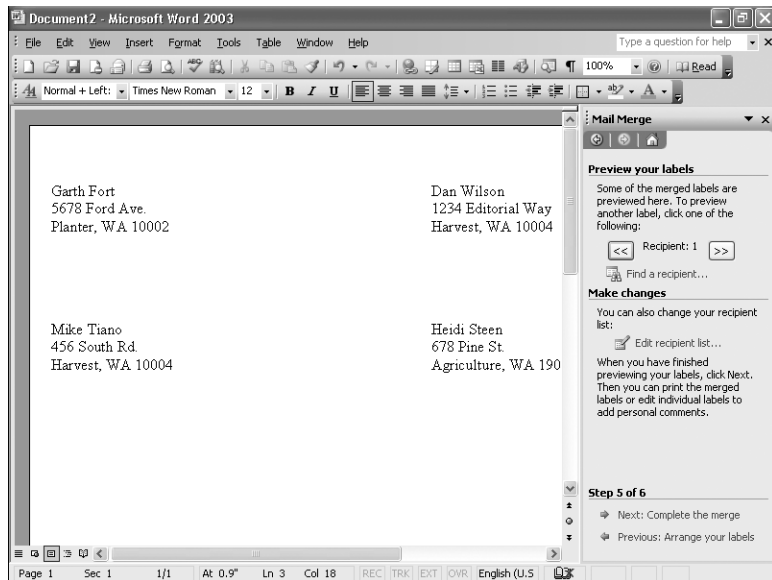 Document2 - Microsoft Word 2003
File Edit View Insert Format Tools Table Window Help
Type a question for help
100%
Read
Normal + Left: Times New Roman 12 B I U
Mail Merge
Preview your labels
Some of the merged labels are
previewed here. To preview
another label, click one of the
following:
<< Recipient: 1 >>
Find a recipient...
Make changes
You can also change your recipient
list:
Edit recipient list...
When you have finished
previewing your labels, click Next.
Then you can print the merged
labels or edit individual labels to
add personal comments.
Step 5 of 6
Next: Complete the merge
Previous: Arrange your labels
Garth Fort
5678 Ford Ave.
Planter, WA 10002
Dan Wilson
1234 Editorial Way
Harvest, WA 10004
Mike Tiano
456 South Rd.
Harvest, WA 10004
Heidi Steen
678 Pine St.
Agriculture, WA 190
Page 1 Sec 1 1/1 At 0.9" Ln 3 Col 18 REC TRK EXT OVR English (U.S